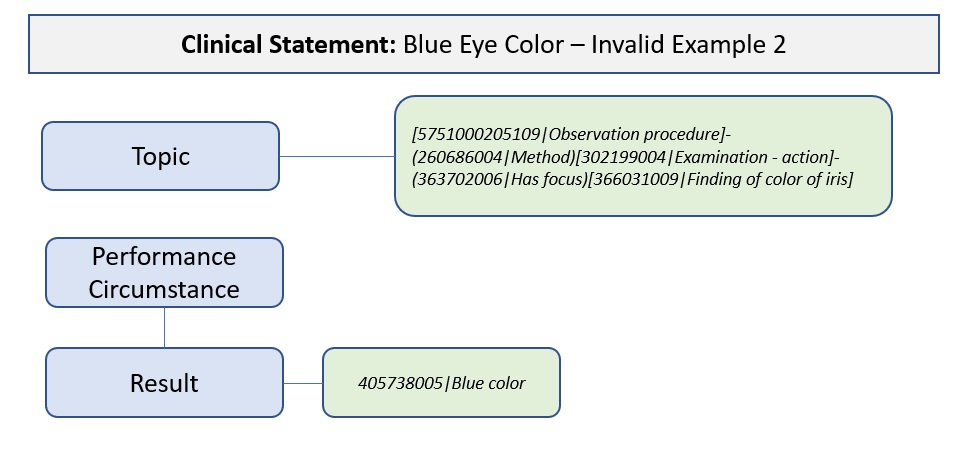 Clinical Statement: Blue Eye Color – Invalid Example 2
Topic
[5751000205109|Observation procedure]-
(260686004|Method)[302199004|Examination - action]-
(363702006|Has focus)[366031009|Finding of color of iris]
Performance
Circumstance
Result
405738005|Blue color